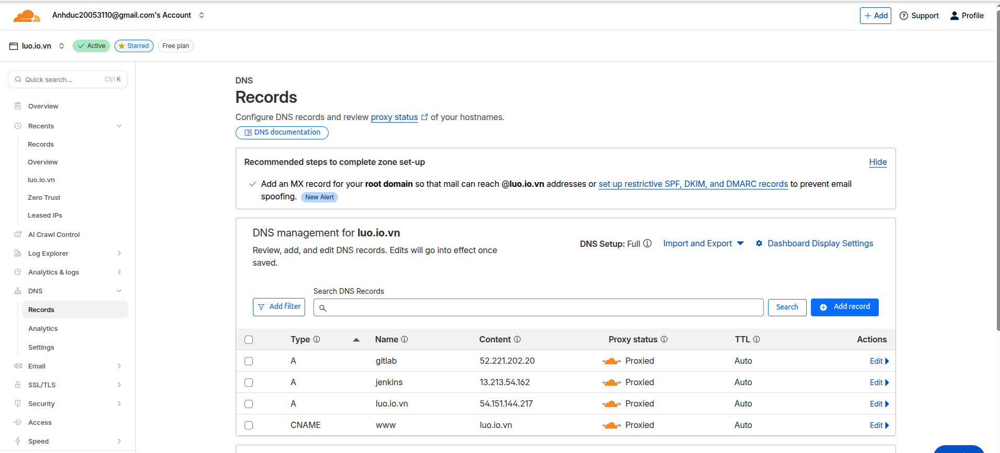 Anhduc20053110@gmail.com's Account
Add
Support
Profile
luo.io.vn
Active
Starred
Free plan
Quick search...
Ctrl K
Overview
Recents
Records
Overview
luo.io.vn
Zero Trust
Leased IPs
AI Crawl Control
Log Explorer
Analytics & logs
DNS
Records
Analytics
Settings
Email
SSL/TLS
Security
Access
Speed
DNS
Records
Configure DNS records and review proxy status of your hostnames.
DNS documentation
Recommended steps to complete zone set-up
Hide
Add an MX record for your root domain so that mail can reach @luo.io.vn addresses or set up restrictive SPF, DKIM, and DMARC records to prevent email
spoofing. New Alert
DNS management for luo.io.vn
Review, add, and edit DNS records. Edits will go into effect once
saved.
DNS Setup: Full
Import and Export
Dashboard Display Settings
Search DNS Records
Add filter
Search
Add record
Type Name Content Proxy status TTL Actions
A gitlab 52.221.202.20 Proxied Auto Edit
A jenkins 13.213.54.162 Proxied Auto Edit
A luo.io.vn 54.151.144.217 Proxied Auto Edit
CNAME www luo.io.vn Proxied Auto Edit